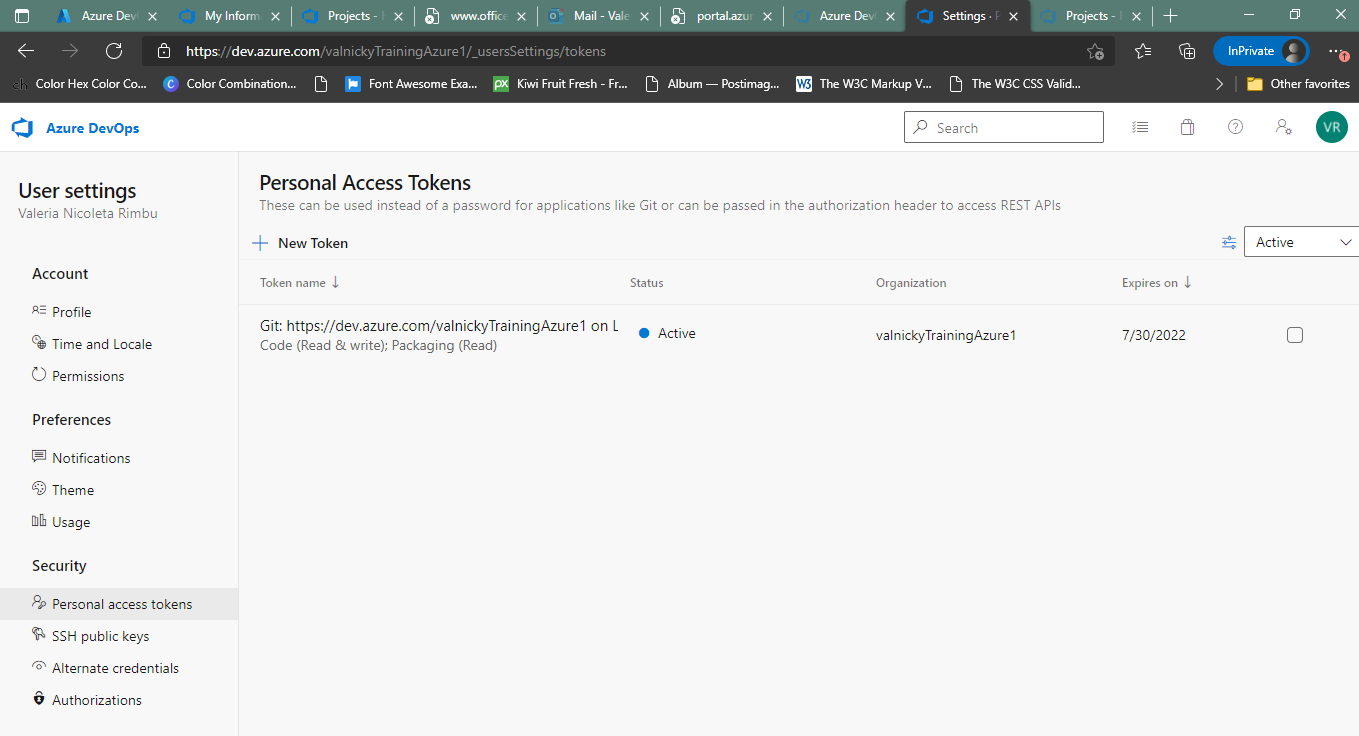 Azure Dev
My Inform
Projects -
www.office
Mail - Vale
portal.azur
Azure Dev
Settings · P
Projects -
https://dev.azure.com/valnickyTrainingAzure1/_usersSettings/tokens
InPrivate
Color Hex Color Co...
Color Combination...
Font Awesome Exa...
px
Kiwi Fruit Fresh - Fr...
Album — Postimag...
W3
The W3C Markup V...
The W3C CSS Valid...
Other favorites
Azure DevOps
Search
VR
User settings
Valeria Nicoleta Rimbu
Account
Profile
Time and Locale
Permissions
Preferences
Notifications
Theme
Usage
Security
Personal access tokens
SSH public keys
Alternate credentials
Authorizations
Personal Access Tokens
These can be used instead of a password for applications like Git or can be passed in the authorization header to access REST APIs
New Token
Active
Token name ↓ Status Organization Expires on ↓
Git: https://dev.azure.com/valnickyTrainingAzure1 on L
Code (Read & write); Packaging (Read)
Active
valnickyTrainingAzure1
7/30/2022